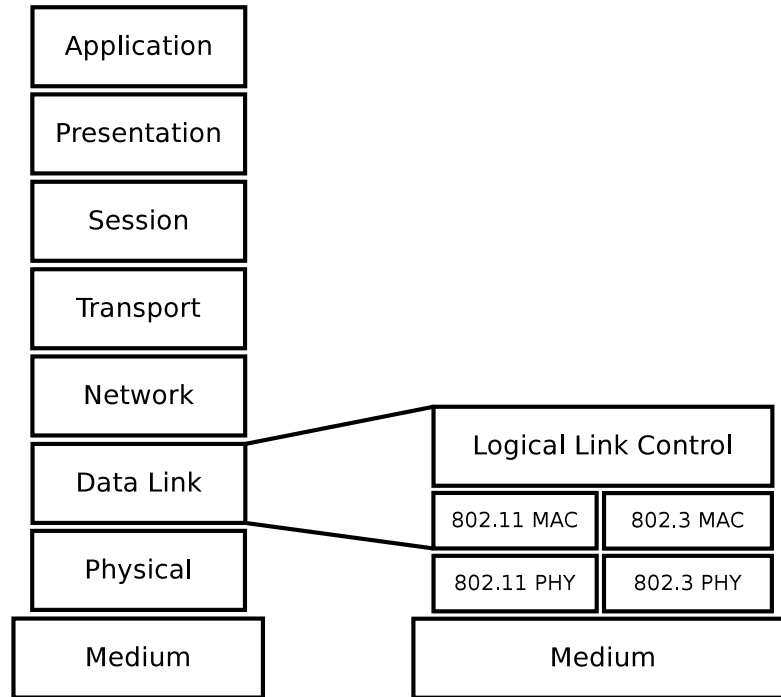 Application
Presentation
Session
Transport
Network
Data Link
Physical
Medium
Logical Link Control
802.11 MAC
802.3 MAC
802.11 PHY
802.3 PHY
Medium